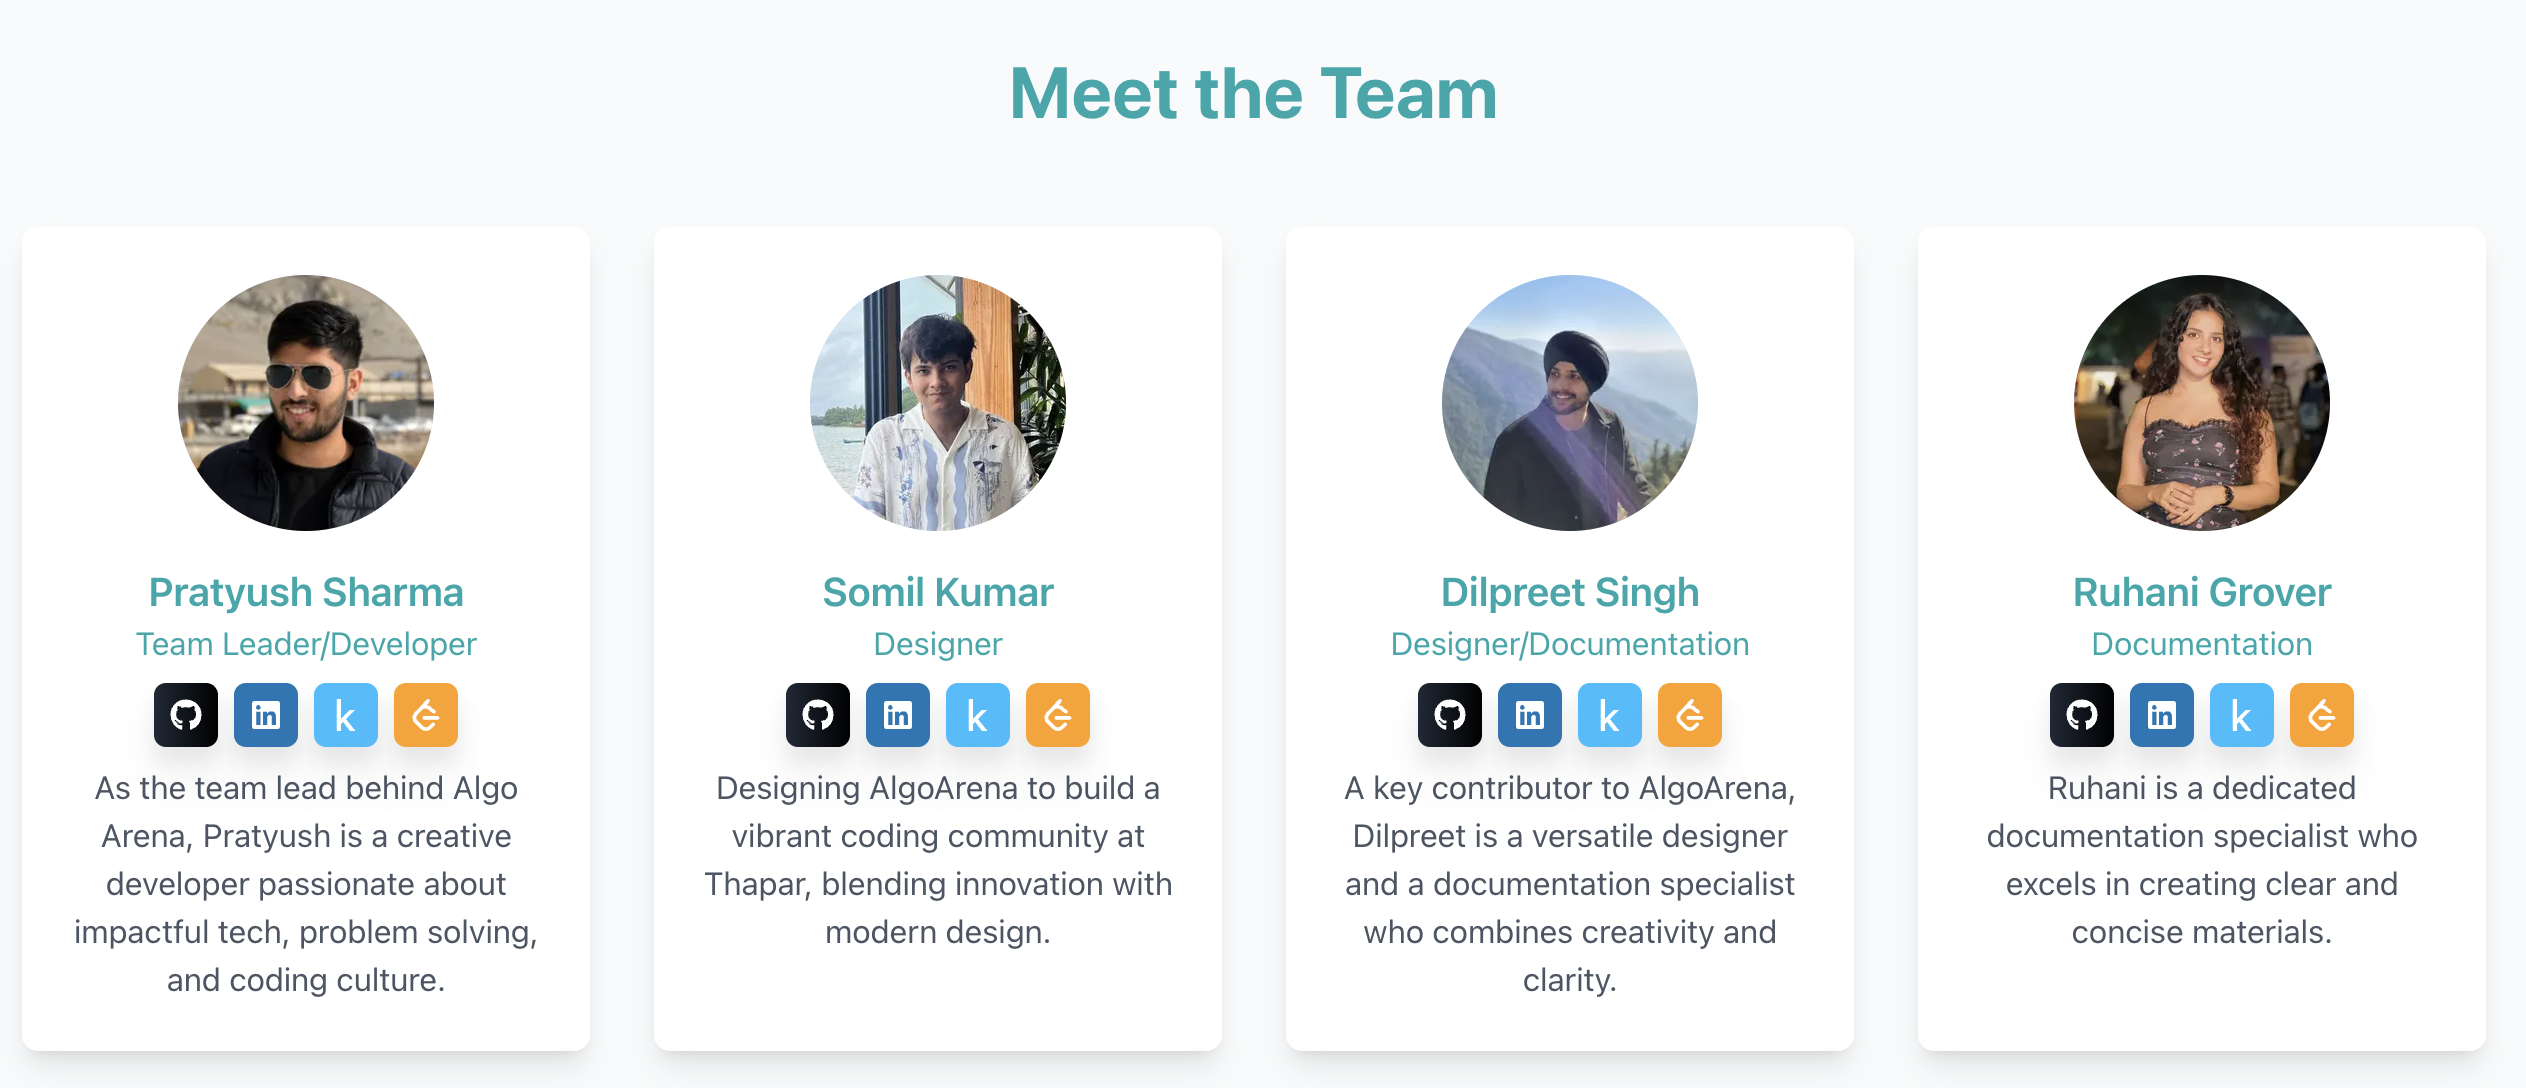 Meet the Team
Pratyush Sharma
Team Leader/Developer
in
k
As the team lead behind Algo
Arena, Pratyush is a creative
developer passionate about
impactful tech, problem solving,
and coding culture.
Somil Kumar
Designer
in
k
Designing AlgoArena to build a
vibrant coding community at
Thapar, blending innovation with
modern design.
Dilpreet Singh
Designer/Documentation
in
k
A key contributor to AlgoArena,
Dilpreet is a versatile designer
and a documentation specialist
who combines creativity and
clarity.
Ruhani Grover
Documentation
in
k
Ruhani is a dedicated
documentation specialist who
excels in creating clear and
concise materials.